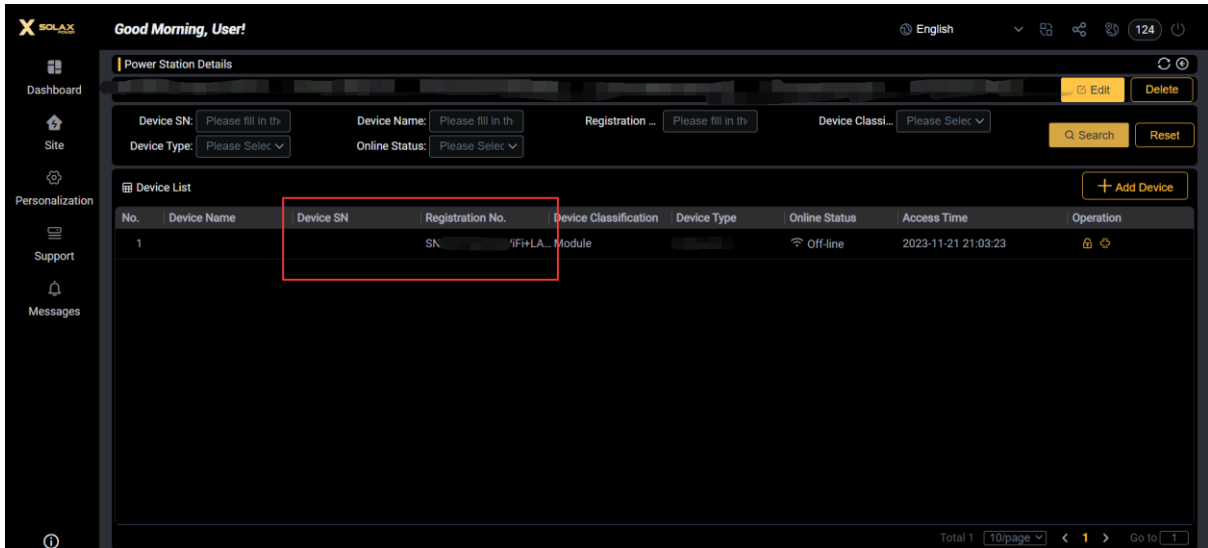 SOLAX
POWER
Good Morning, User!
English
124
Dashboard
Site
Personalization
Support
Messages
Power Station Details
Edit
Delete
Device SN: Please fill in th
Device Name: Please fill in th
Registration ... Please fill in th
Device Classi... Please Selec
Device Type: Please Selec
Online Status: Please Selec
Search
Reset
Device List
Add Device
No. Device Name Device SN Registration No. Device Classification Device Type Online Status Access Time Operation
1 SN iFi+LA... Module Off-line 2023-11-21 21:03:23
Total 1 10/page 1 Go to 1